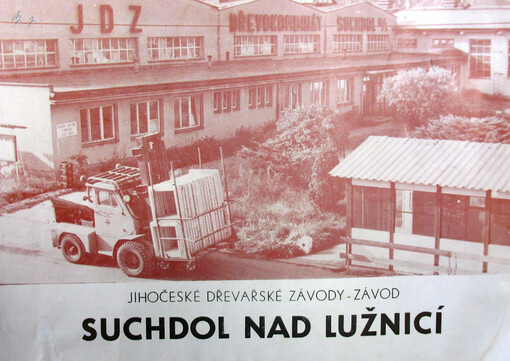 JDZ
DŘEVOKOMBINÁT
SUCHDOL
JIHOČESKÉ DŘEVAŘSKÉ ZÁVODY-ZÁVOD
SUCHDOL NAD LUŽNICÍ